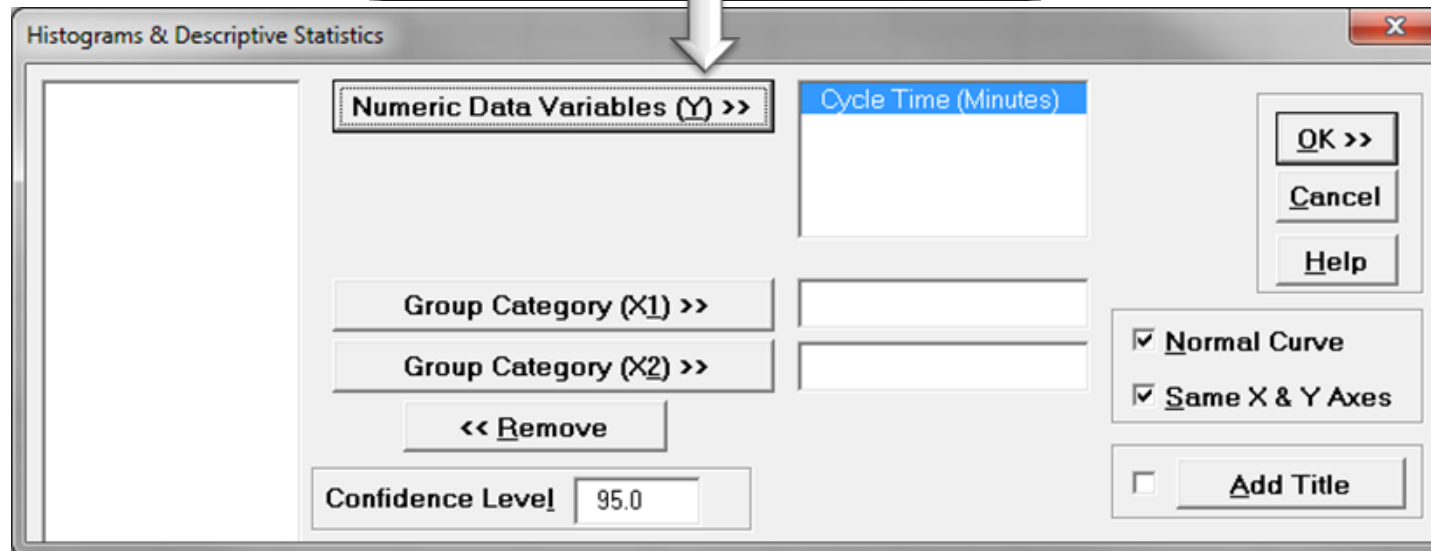 Histograms & Descriptive Statistics
x
Numeric Data Variables (Y) >>
Cycle Time (Minutes)
OK >>
Cancel
Help
Group Category (X1) >>
Group Category (X2) >>
Normal Curve
Same X & Y Axes
<< Remove
Confidence Level
95.0
Add Title